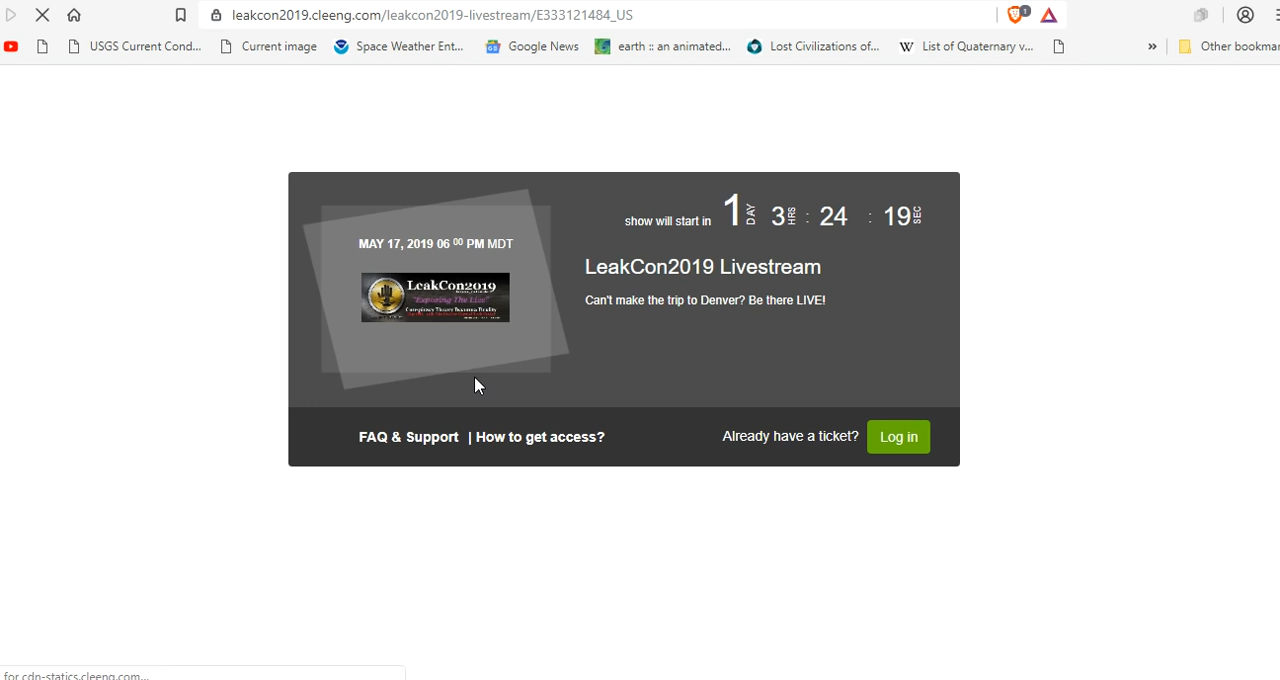 leakcon2019.cleeng.com/leakcon2019-livestream/E333121484_US
1
USGS Current Cond...
Current image
Space Weather Ent...
Google News
earth :: an animated...
Lost Civilizations of...
W
List of Quaternary v...
»
Other bookmar
show will start in 1 DAY 3 HRS : 24 : 19 SEC
MAY 17, 2019 06 00 PM MDT
LeakCon2019 Livestream
LeakCon2019
"Exposing The Lies"
Can't make the trip to Denver? Be there LIVE!
FAQ & Support | How to get access?
Already have a ticket? Log in
for cdn-statics.cleeng.com...